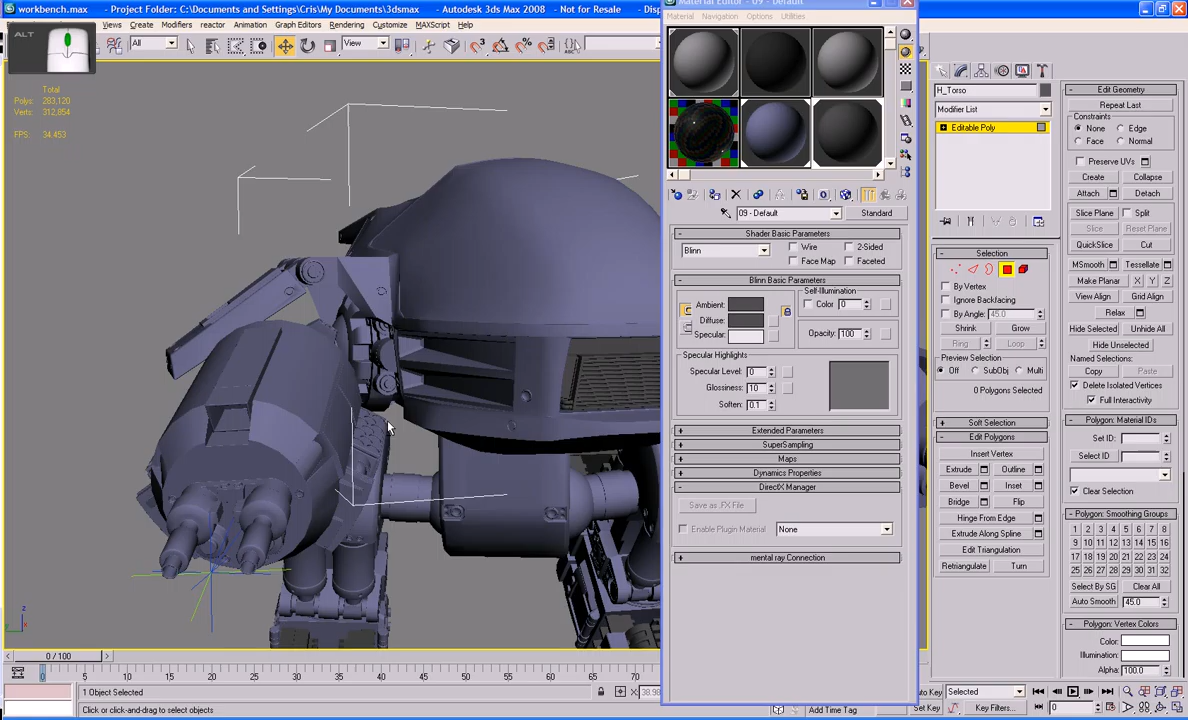 workbench.max - Project Folder: C:\Documents and Settings\Cris\My Documents\3dsmax - Autodesk 3ds Max 2008 - Not for Resale
Edit Views Create Modifiers reactor Animation Graph Editors Rendering Customize MAXScript Help
All View
ALT
Total
Polys: 283,120
Verts: 312,854
FPS: 34.453
Material Navigation Options Utilities
09 - Default Standard
Shader Basic Parameters
Blinn Wire 2-Sided
Face Map Faceted
Blinn Basic Parameters
Self-Illumination
Ambient: Color 0
Diffuse:
Specular: Opacity: 100
Specular Highlights
Specular Level: 0
Glossiness: 10
Soften: 0.1
Extended Parameters
SuperSampling
Maps
Dynamics Properties
DirectX Manager
Save as .FX File
Enable Plugin Material None
mental ray Connection
H_Torso
Modifier List
Editable Poly
Selection
By Vertex
Ignore Backfacing
By Angle: 45.0
Shrink Grow
Ring Loop
Preview Selection
Off SubObj Multi
0 Polygons Selected
Soft Selection
Edit Polygons
Insert Vertex
Extrude Outline
Bevel Inset
Bridge Flip
Hinge From Edge
Extrude Along Spline
Edit Triangulation
Retriangulate Turn
Edit Geometry
Repeat Last
Constraints
None Edge
Face Normal
Preserve UVs
Create Collapse
Attach Detach
Slice Plane Split
Slice Reset Plane
QuickSlice Cut
MSmooth Tessellate
Make Planar X Y Z
View Align Grid Align
Relax
Hide Selected Unhide All
Hide Unselected
Named Selections:
Copy Paste
Delete Isolated Vertices
Full Interactivity
Polygon: Material IDs
Set ID:
Select ID
Clear Selection
Polygon: Smoothing Groups
1 2 3 4 5 6 7 8
9 10 11 12 13 14 15 16
17 18 19 20 21 22 23 24
25 26 27 28 29 30 31 32
Select By SG Clear All
Auto Smooth 45.0
Polygon: Vertex Colors
Color:
Illumination:
Alpha: 100.0
z
x
0 / 100
0 5 10 15 20 25 30 35 40 45 50 55 60 65 70
1 Object Selected X:
Click or click-and-drag to select objects
Add Time Tag
Auto Key Selected
Set Key Key Filters... 0